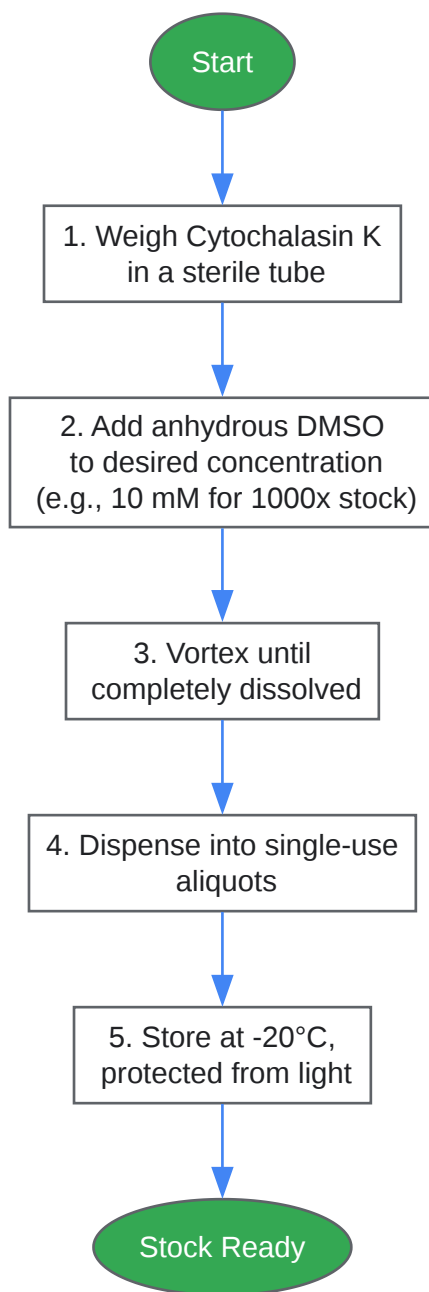 Start
1. Weigh Cytochalasin K
in a sterile tube
2. Add anhydrous DMSO
to desired concentration
(e.g., 10 mM for 1000x stock)
3. Vortex until
completely dissolved
4. Dispense into single-use
aliquots
5. Store at -20°C,
protected from light
Stock Ready